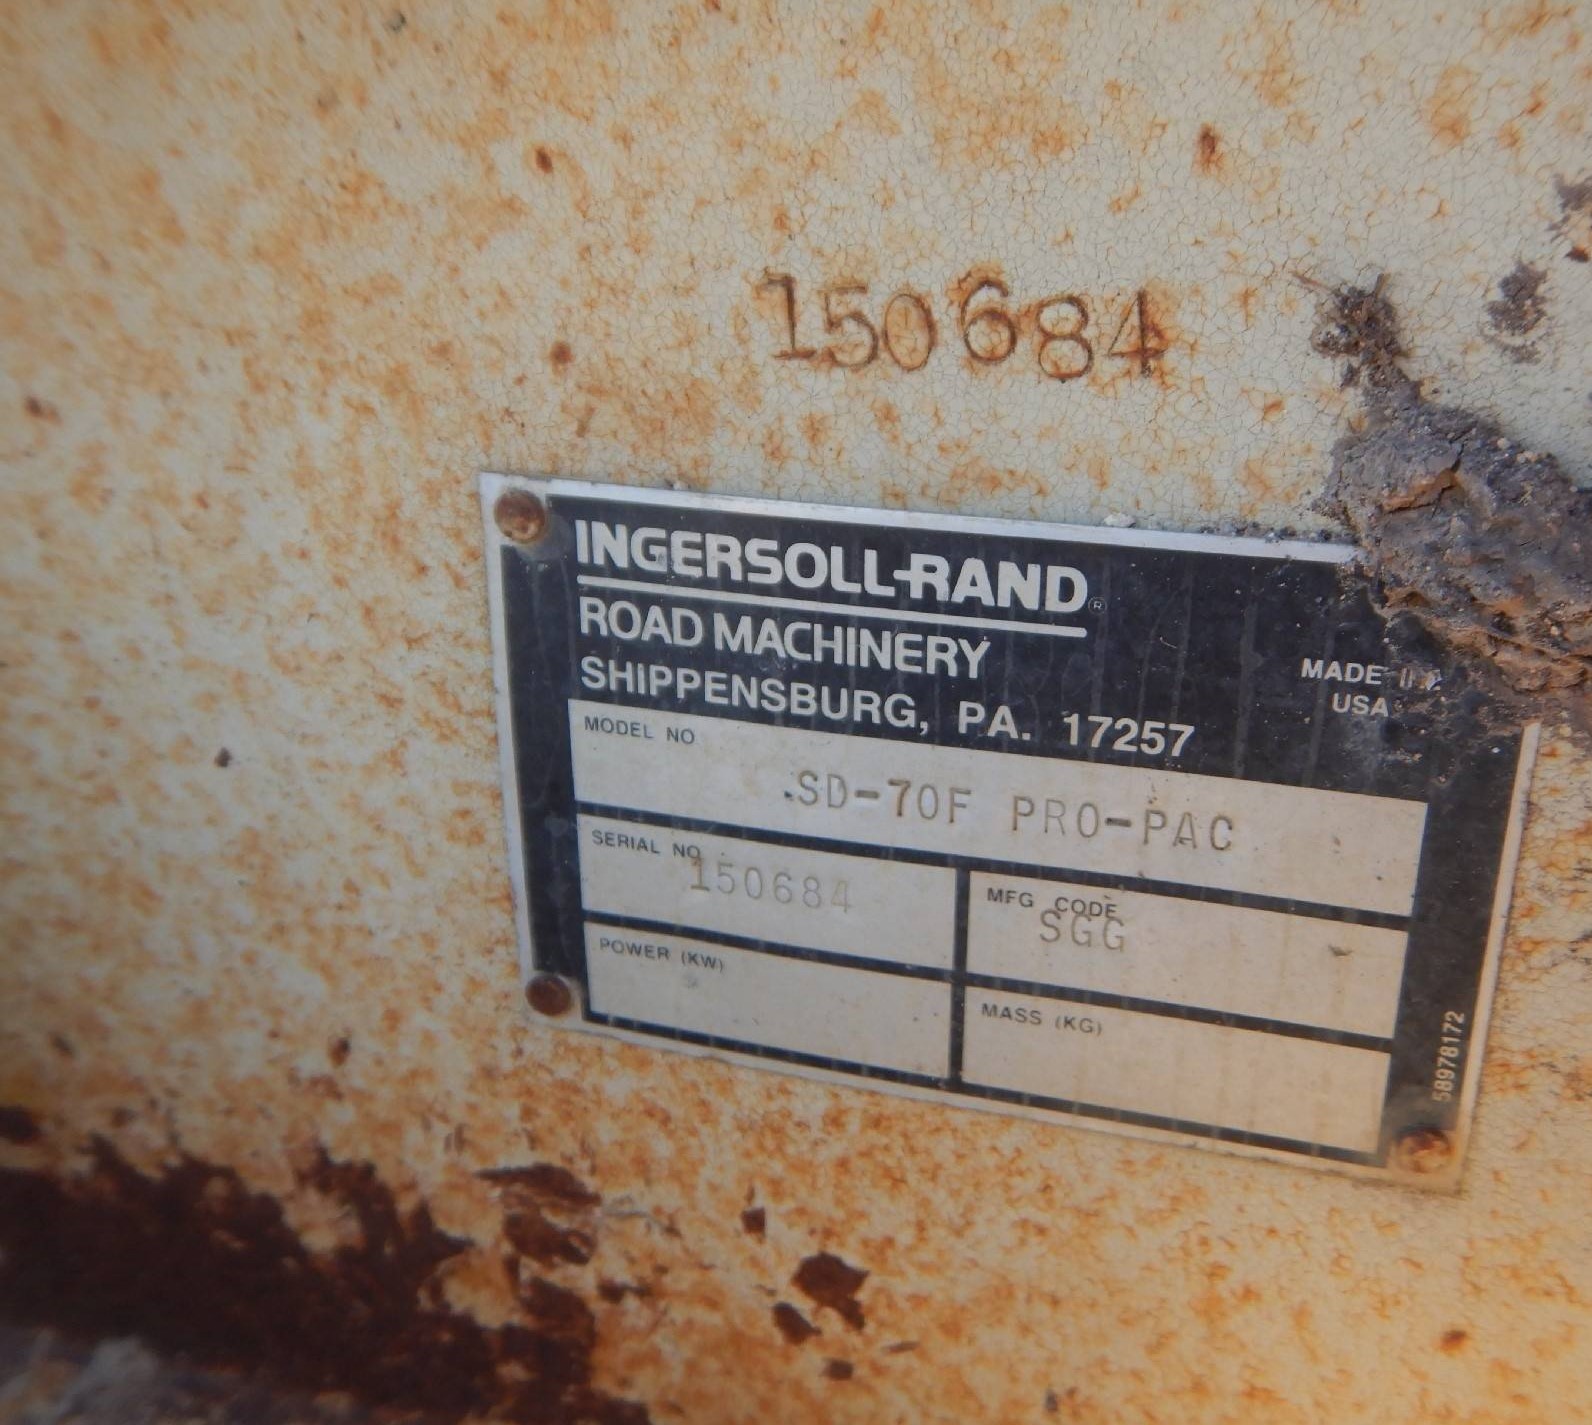 150684
INGERSOLL-RAND®
ROAD MACHINERY
SHIPPENSBURG, PA. 17257
MADE IN
USA
MODEL NO
SD-70F PRO-PAC
SERIAL NO
150684
MFG CODE
SGG
POWER (KW)
MASS (KG)
58978172